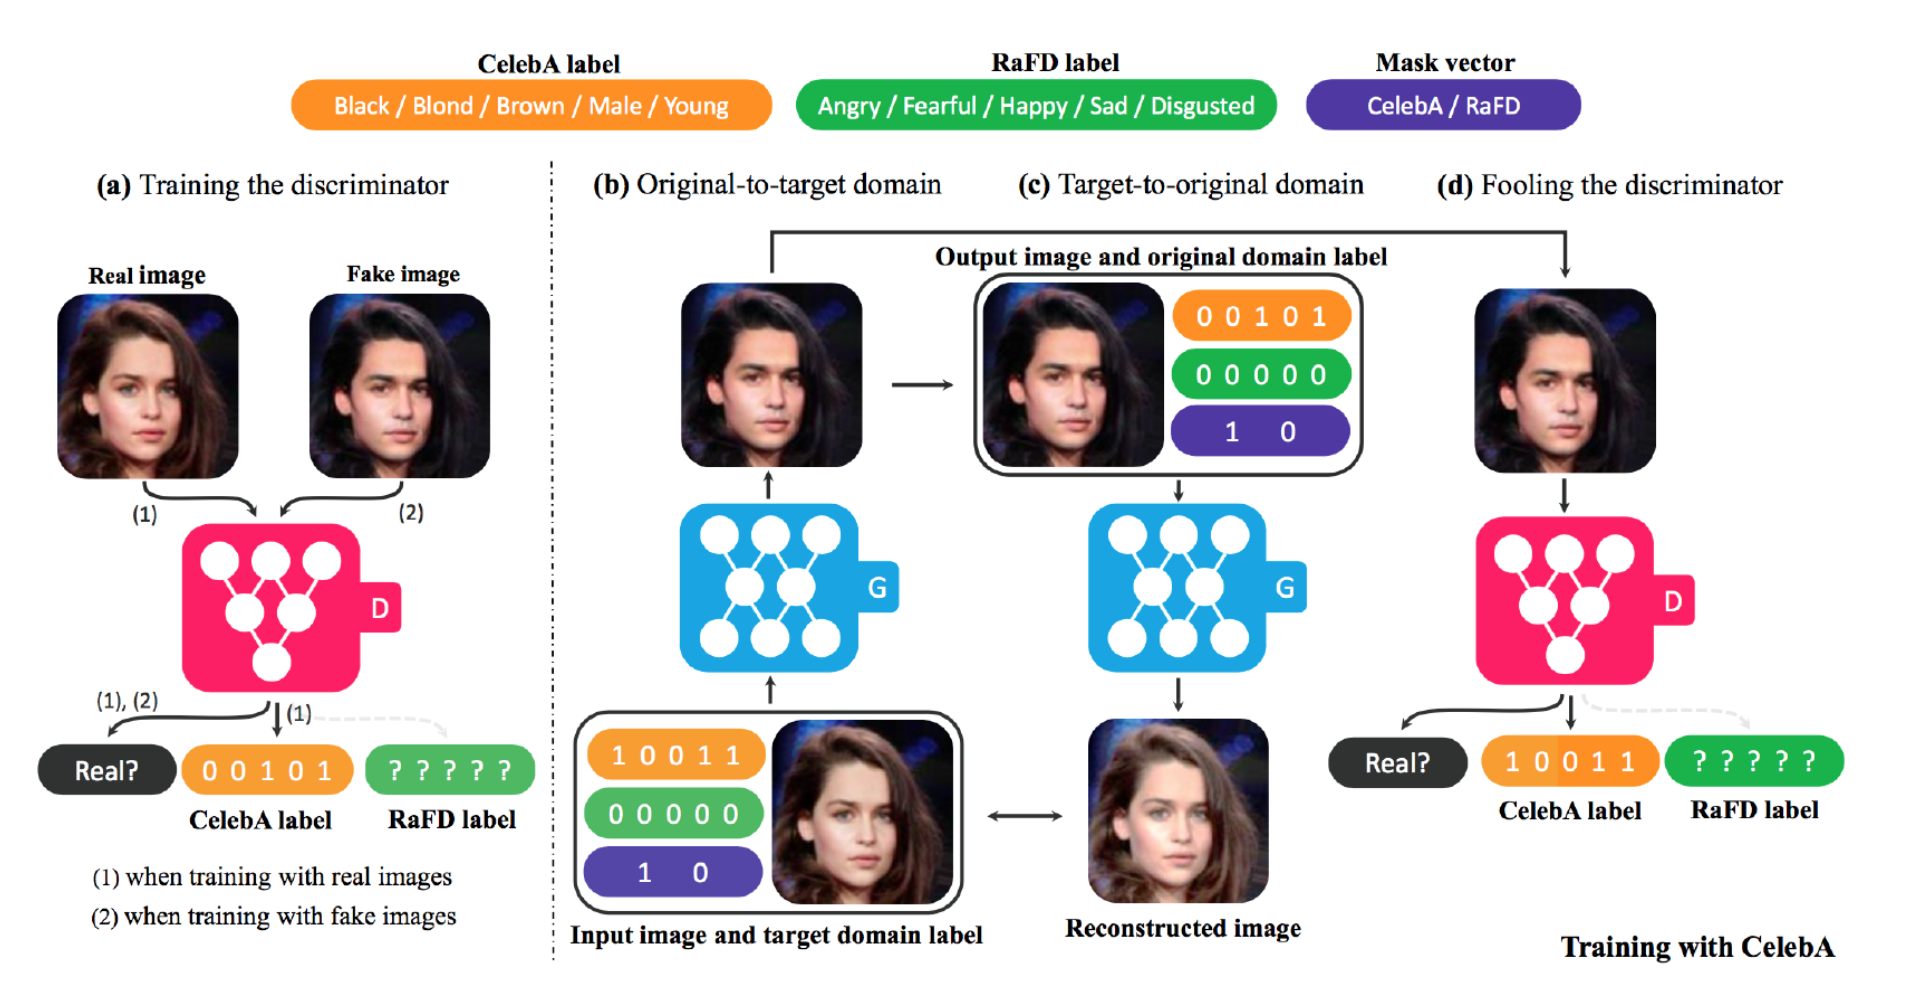 CelebA label
RaFD label
Mask vector
Black / Blond / Brown / Male / Young
Angry / Fearful / Happy / Sad / Disgusted
CelebA / RaFD
(a) Training the discriminator
(b) Original-to-target domain
(c) Target-to-original domain
(d) Fooling the discriminator
Real image
Fake image
(1)
(2)
D
(1), (2)
(1)
Real?
0 0 1 0 1
? ? ? ? ?
CelebA label
RaFD label
(1) when training with real images
(2) when training with fake images
G
1 0 0 1 1
0 0 0 0 0
1 0
Input image and target domain label
Output image and original domain label
0 0 1 0 1
0 0 0 0 0
1 0
G
Reconstructed image
D
Real?
1 0 0 1 1
? ? ? ? ?
CelebA label
RaFD label
Training with CelebA